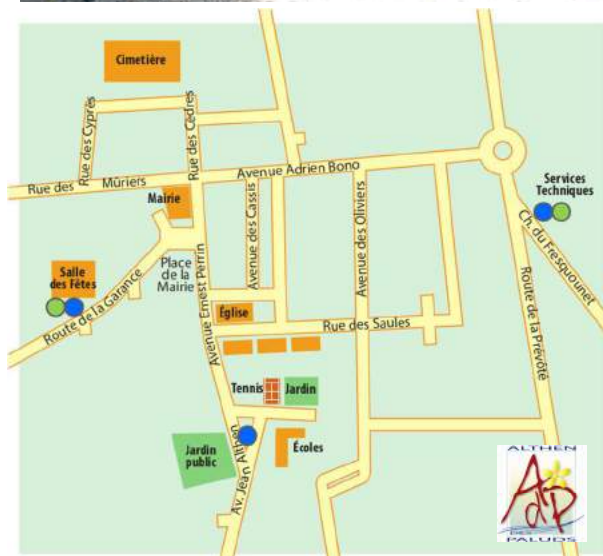 Cimetière
Rue des Cyprès
Rue des Cèdres
Avenue Adrien Bono
Rue des Mûriers
Mairie
Services
Techniques
Ch. du Fresquounet
Avenue des Cassis
Avenue des Oliviers
Place
de la
Mairie
Salle
des Fêtes
Route de la Garance
Avenue Ernest Perrin
Église
Rue des Saules
Route de la Prévôté
Tennis
Jardin
Jardin
public
Av. Jean Althen
Écoles
ALTHEN
AdP
DES
PALUDS